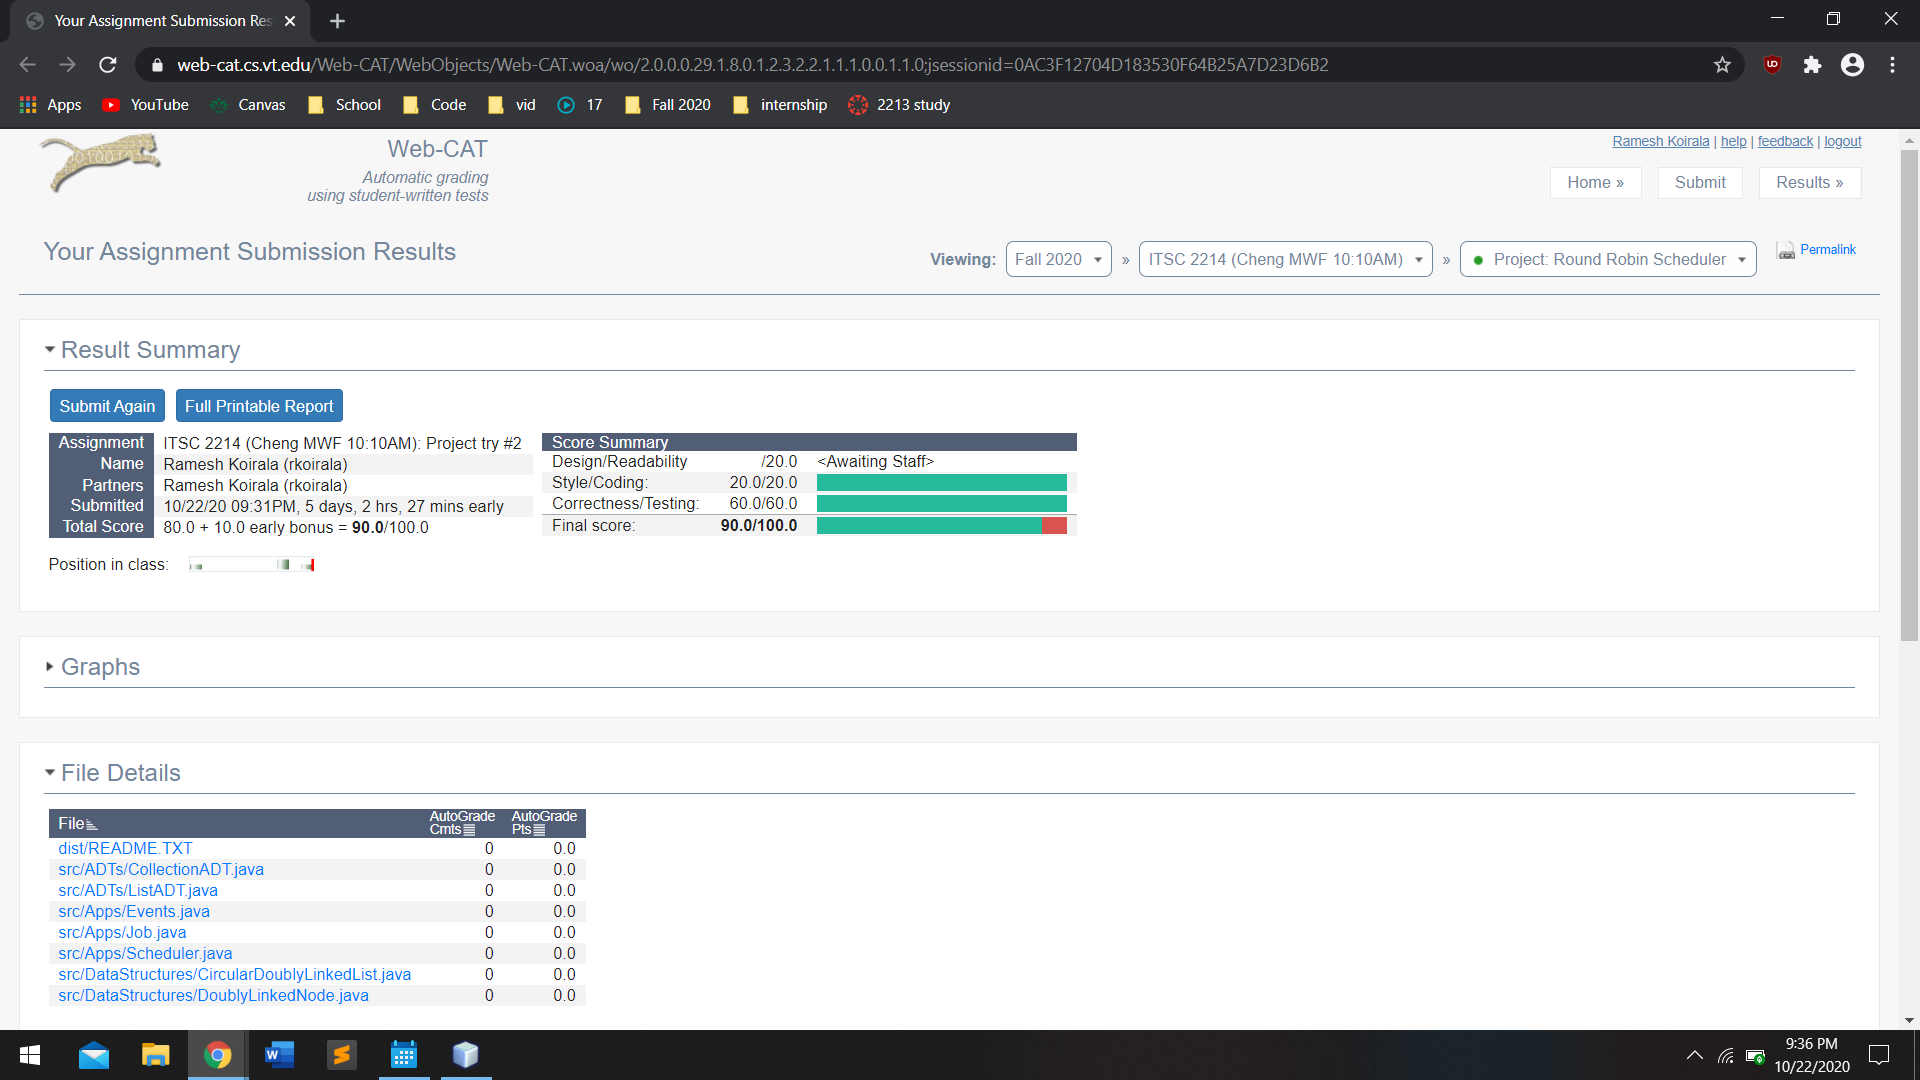 Your Assignment Submission Res
web-cat.cs.vt.edu/Web-CAT/WebObjects/Web-CAT.woa/wo/2.0.0.0.29.1.8.0.1.2.3.2.2.1.1.1.0.0.1.1.0;jsessionid=0AC3F12704D183530F64B25A7D23D6B2
Apps YouTube Canvas School Code vid 17 Fall 2020 internship 2213 study
Web-CAT
Automatic grading
using student-written tests
Ramesh Koirala | help | feedback | logout
Home » Submit Results »
Your Assignment Submission Results
Viewing: Fall 2020 » ITSC 2214 (Cheng MWF 10:10AM) » Project: Round Robin Scheduler Permalink
Result Summary
Submit Again Full Printable Report
Assignment ITSC 2214 (Cheng MWF 10:10AM): Project try #2
Name Ramesh Koirala (rkoirala)
Partners Ramesh Koirala (rkoirala)
Submitted 10/22/20 09:31PM, 5 days, 2 hrs, 27 mins early
Total Score 80.0 + 10.0 early bonus = 90.0/100.0
Score Summary
Design/Readability /20.0 <Awaiting Staff>
Style/Coding: 20.0/20.0
Correctness/Testing: 60.0/60.0
Final score: 90.0/100.0
Position in class:
Graphs
File Details
File AutoGrade Cmts AutoGrade Pts
dist/README.TXT 0 0.0
src/ADTs/CollectionADT.java 0 0.0
src/ADTs/ListADT.java 0 0.0
src/Apps/Events.java 0 0.0
src/Apps/Job.java 0 0.0
src/Apps/Scheduler.java 0 0.0
src/DataStructures/CircularDoublyLinkedList.java 0 0.0
src/DataStructures/DoublyLinkedNode.java 0 0.0
9:36 PM
10/22/2020